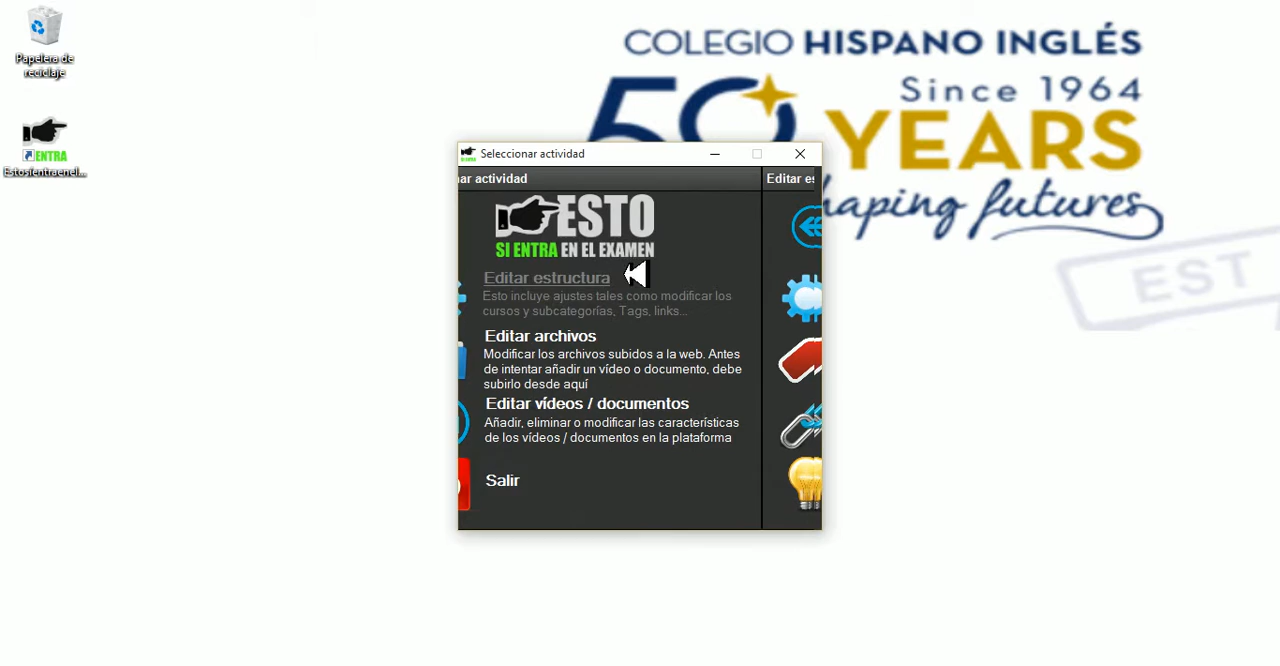 Papelera de
reciclaje
ENTRA
Estosientraenel...
COLEGIO HISPANO INGLÉS
Since 1964
50 YEARS
haping futures
EST
Seleccionar actividad
ar actividad
Editar es
ESTO
SI ENTRA EN EL EXAMEN
Editar estructura
Esto incluye ajustes tales como modificar los
cursos y subcategorías, Tags, links...
Editar archivos
Modificar los archivos subidos a la web. Antes
de intentar añadir un vídeo o documento, debe
subirlo desde aquí
Editar vídeos / documentos
Añadir, eliminar o modificar las características
de los vídeos / documentos en la plataforma
Salir